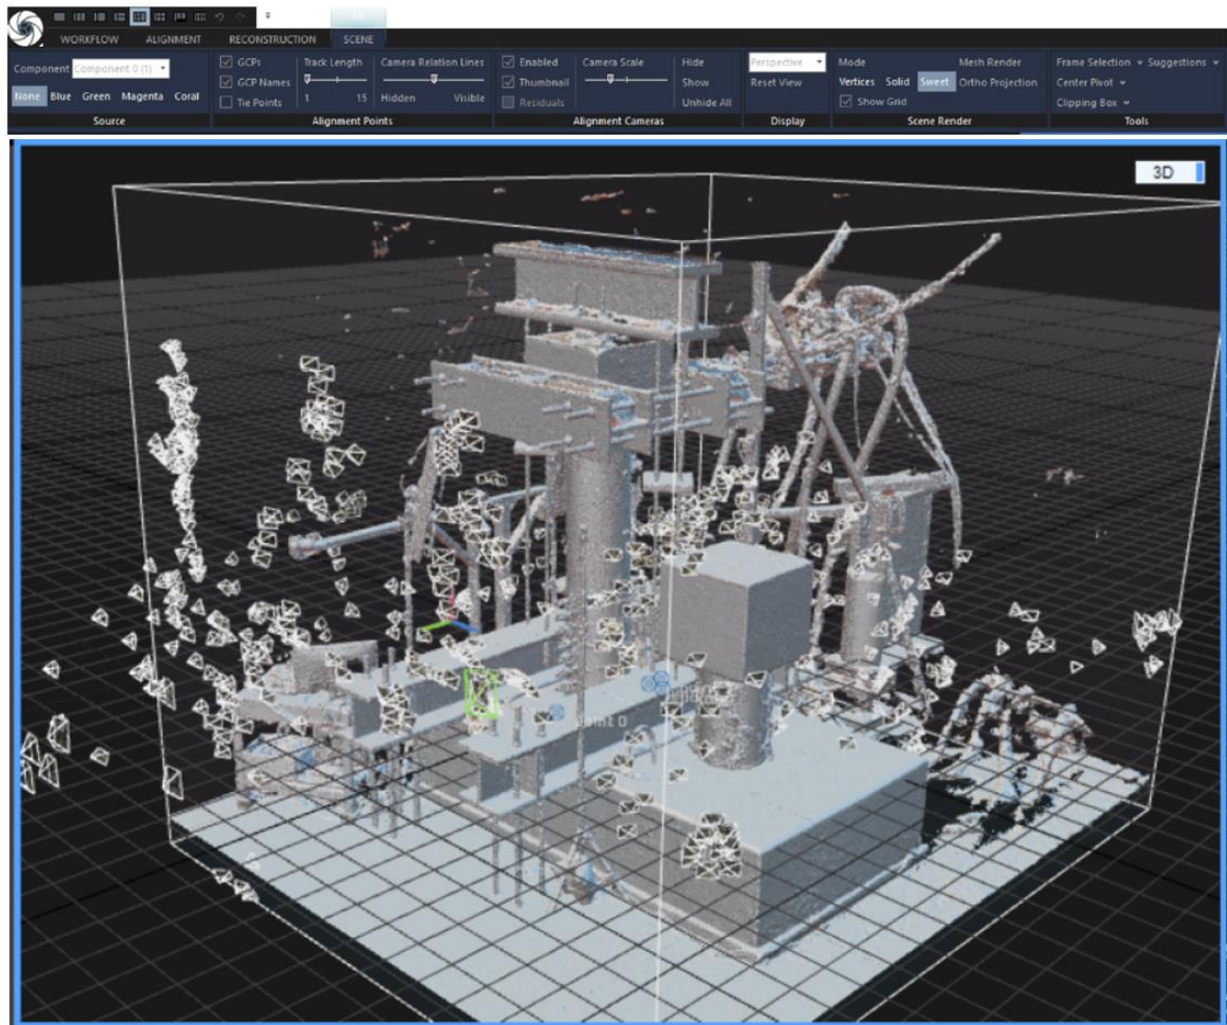 WORKFLOW ALIGNMENT RECONSTRUCTION SCENE
Component Component 0 (1)
None Blue Green Magenta Coral
Source
GCPs Track Length Camera Relation Lines
GCP Names
Tie Points 1 15 Hidden Visible
Alignment Points
Enabled Camera Scale Hide
Thumbnail Show
Residuals Unhide All
Alignment Cameras
Perspective
Reset View
Display
Mode Mesh Render
Vertices Solid Sweet Ortho Projection
Show Grid
Scene Render
Frame Selection Suggestions
Center Pivot
Clipping Box
Tools
3D